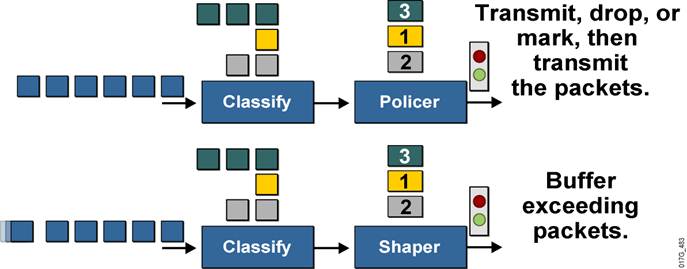 3
1
2
Classify
Policer
Transmit, drop, or
mark, then
transmit
the packets.
3
1
2
Classify
Shaper
Buffer
exceeding
packets.
017G_483